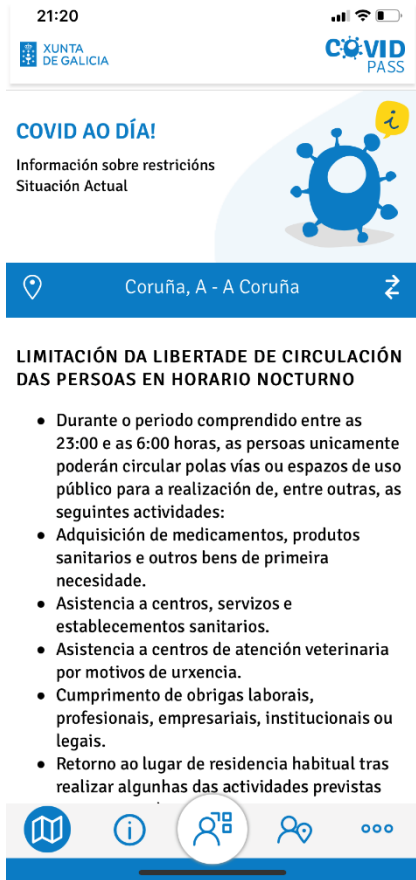 21:20
XUNTA
DE GALICIA
COVID
PASS
COVID AO DÍA!
Información sobre restricións
Situación Actual
i
Coruña, A - A Coruña
LIMITACIÓN DA LIBERTADE DE CIRCULACIÓN
DAS PERSOAS EN HORARIO NOCTURNO
• Durante o periodo comprendido entre as
23:00 e as 6:00 horas, as persoas unicamente
poderán circular polas vías ou espazos de uso
público para a realización de, entre outras, as
seguintes actividades:
• Adquisición de medicamentos, produtos
sanitarios e outros bens de primeira
necesidade.
• Asistencia a centros, servizos e
establecementos sanitarios.
• Asistencia a centros de atención veterinaria
por motivos de urxencia.
• Cumprimento de obrigas laborais,
profesionais, empresariais, institucionais ou
legais.
• Retorno ao lugar de residencia habitual tras
realizar algunhas das actividades previstas